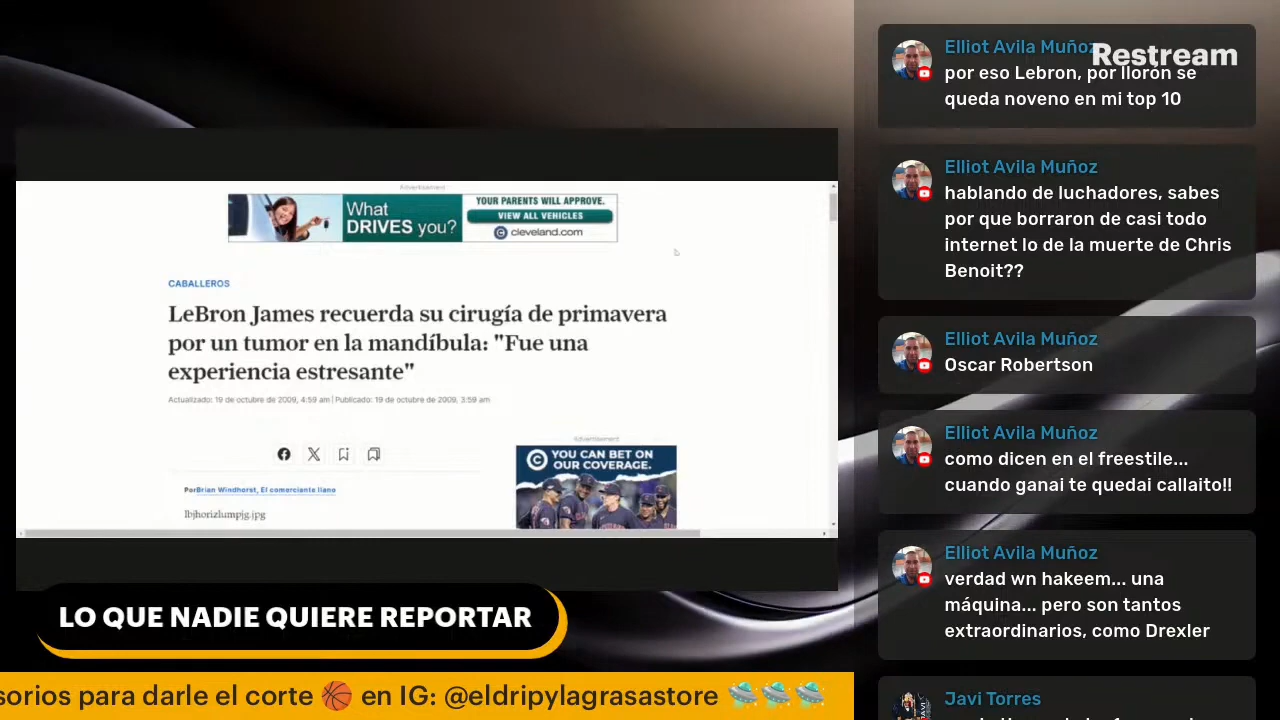 Advertisement
What
DRIVES you?
YOUR PARENTS WILL APPROVE.
VIEW ALL VEHICLES
cleveland.com
CABALLEROS
LeBron James recuerda su cirugía de primavera
por un tumor en la mandíbula: "Fue una
experiencia estresante"
Actualizado: 19 de octubre de 2009, 4:59 am | Publicado: 19 de octubre de 2009, 3:59 am
Advertisement
YOU CAN BET ON
OUR COVERAGE.
PorBrian Windhorst, El comerciante llano
lbjhorizlumpjg.jpg
LO QUE NADIE QUIERE REPORTAR
sorios para darle el corte 🏀 en IG: @eldripylagrasastore 🛸🛸🛸
Restream
Elliot Avila Muñoz
por eso Lebron, por llorón se
queda noveno en mi top 10
Elliot Avila Muñoz
hablando de luchadores, sabes
por que borraron de casi todo
internet lo de la muerte de Chris
Benoit??
Elliot Avila Muñoz
Oscar Robertson
Elliot Avila Muñoz
como dicen en el freestile...
cuando ganai te quedai callaito!!
Elliot Avila Muñoz
verdad wn hakeem... una
máquina... pero son tantos
extraordinarios, como Drexler
Javi Torres